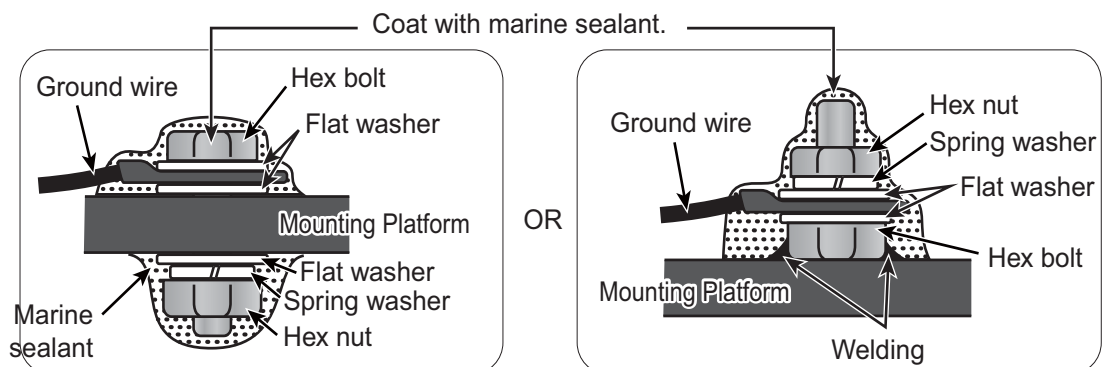 Coat with marine sealant.
Ground wire
Hex bolt
Flat washer
Mounting Platform
Flat washer
Spring washer
Hex nut
Marine
sealant
OR
Ground wire
Hex nut
Spring washer
Flat washer
Hex bolt
Mounting Platform
Welding